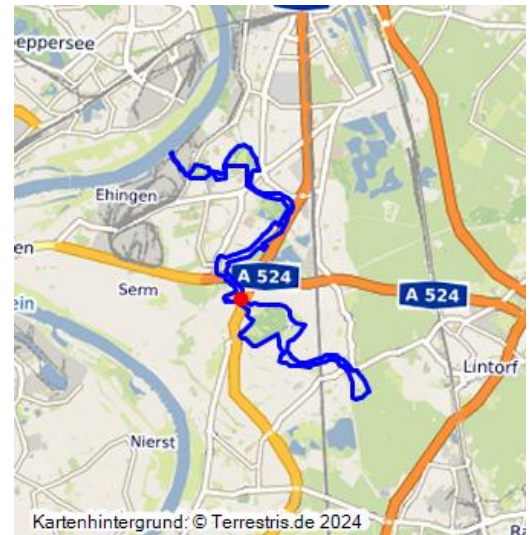 eppersee
Ehingen
en
A 524
A 524
Serm
ein
Lintorf
Nierst
Ra
Kartenhintergrund: © Terrestris.de 2024